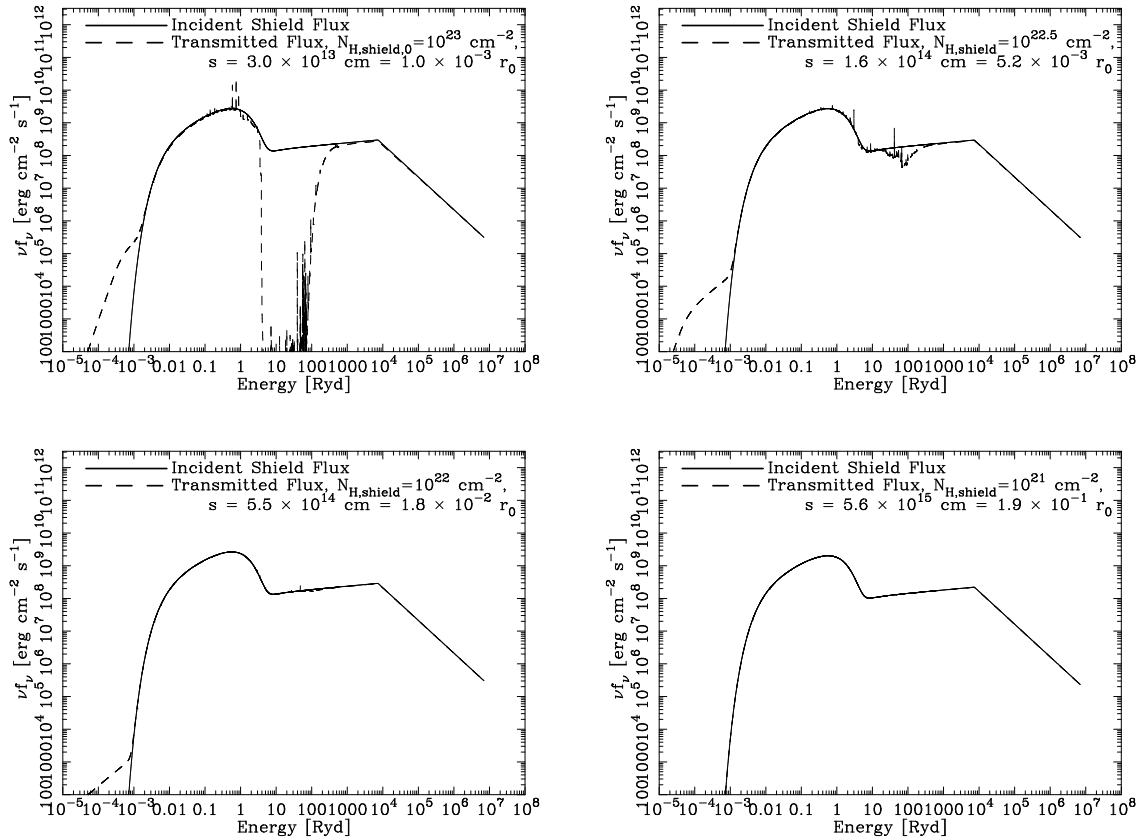 Incident Shield Flux
Transmitted Flux, N_H,shield,0=10^23 cm^-2,
s = 3.0 × 10^13 cm = 1.0 × 10^-3 r_0
νf_ν [erg cm^-2 s^-1]
100 1000 10^4 10^5 10^6 10^7 10^8 10^9 10^10 10^11 10^12
10^-5 10^-4 10^-3 0.01 0.1 1 10 100 1000 10^4 10^5 10^6 10^7 10^8
Energy [Ryd]
Incident Shield Flux
Transmitted Flux, N_H,shield=10^22.5 cm^-2,
s = 1.6 × 10^14 cm = 5.2 × 10^-3 r_0
νf_ν [erg cm^-2 s^-1]
100 1000 10^4 10^5 10^6 10^7 10^8 10^9 10^10 10^11 10^12
10^-5 10^-4 10^-3 0.01 0.1 1 10 100 1000 10^4 10^5 10^6 10^7 10^8
Energy [Ryd]
Incident Shield Flux
Transmitted Flux, N_H,shield=10^22 cm^-2,
s = 5.5 × 10^14 cm = 1.8 × 10^-2 r_0
νf_ν [erg cm^-2 s^-1]
100 1000 10^4 10^5 10^6 10^7 10^8 10^9 10^10 10^11 10^12
10^-5 10^-4 10^-3 0.01 0.1 1 10 100 1000 10^4 10^5 10^6 10^7 10^8
Energy [Ryd]
Incident Shield Flux
Transmitted Flux, N_H,shield=10^21 cm^-2,
s = 5.6 × 10^15 cm = 1.9 × 10^-1 r_0
νf_ν [erg cm^-2 s^-1]
100 1000 10^4 10^5 10^6 10^7 10^8 10^9 10^10 10^11 10^12
10^-5 10^-4 10^-3 0.01 0.1 1 10 100 1000 10^4 10^5 10^6 10^7 10^8
Energy [Ryd]